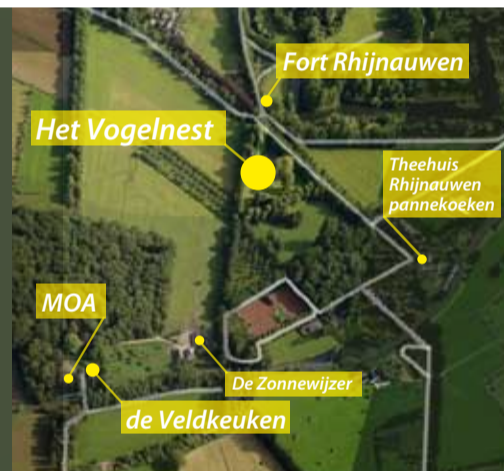 Fort Rhijnauwen
Het Vogelnest
Theehuis
Rhijnauwen
pannekoeken
MOA
De Zonnewijzer
de Veldkeuken